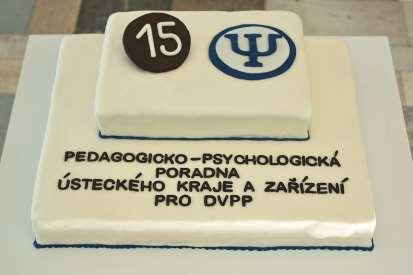 15 Ψ
PEDAGOGICKO-PSYCHOLOGICKÁ
PORADNA
ÚSTECKÉHO KRAJE A ZAŘÍZENÍ
PRO DVPP